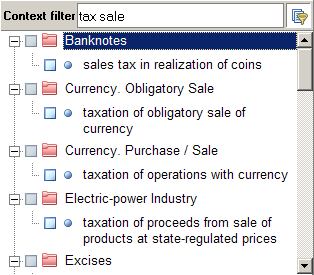 Context filter tax sale
Banknotes
sales tax in realization of coins
Currency. Obligatory Sale
taxation of obligatory sale of
currency
Currency. Purchase / Sale
taxation of operations with currency
Electric-power Industry
taxation of proceeds from sale of
products at state-regulated prices
Excises